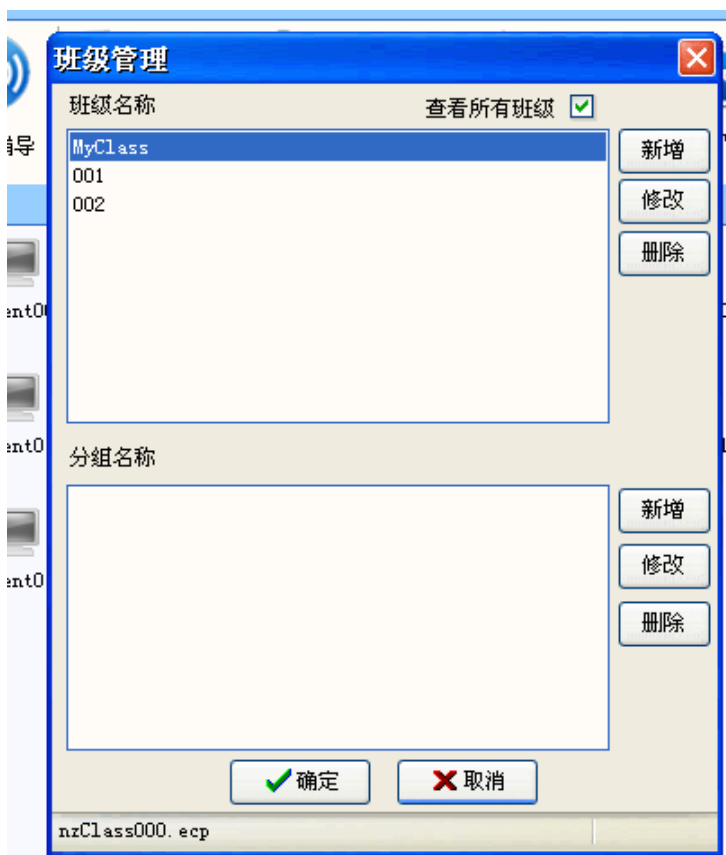 班级管理
班级名称
查看所有班级
新增
MyClass
001
修改
002
删除
分组名称
新增
修改
删除
确定
取消
nzClass000.ecp